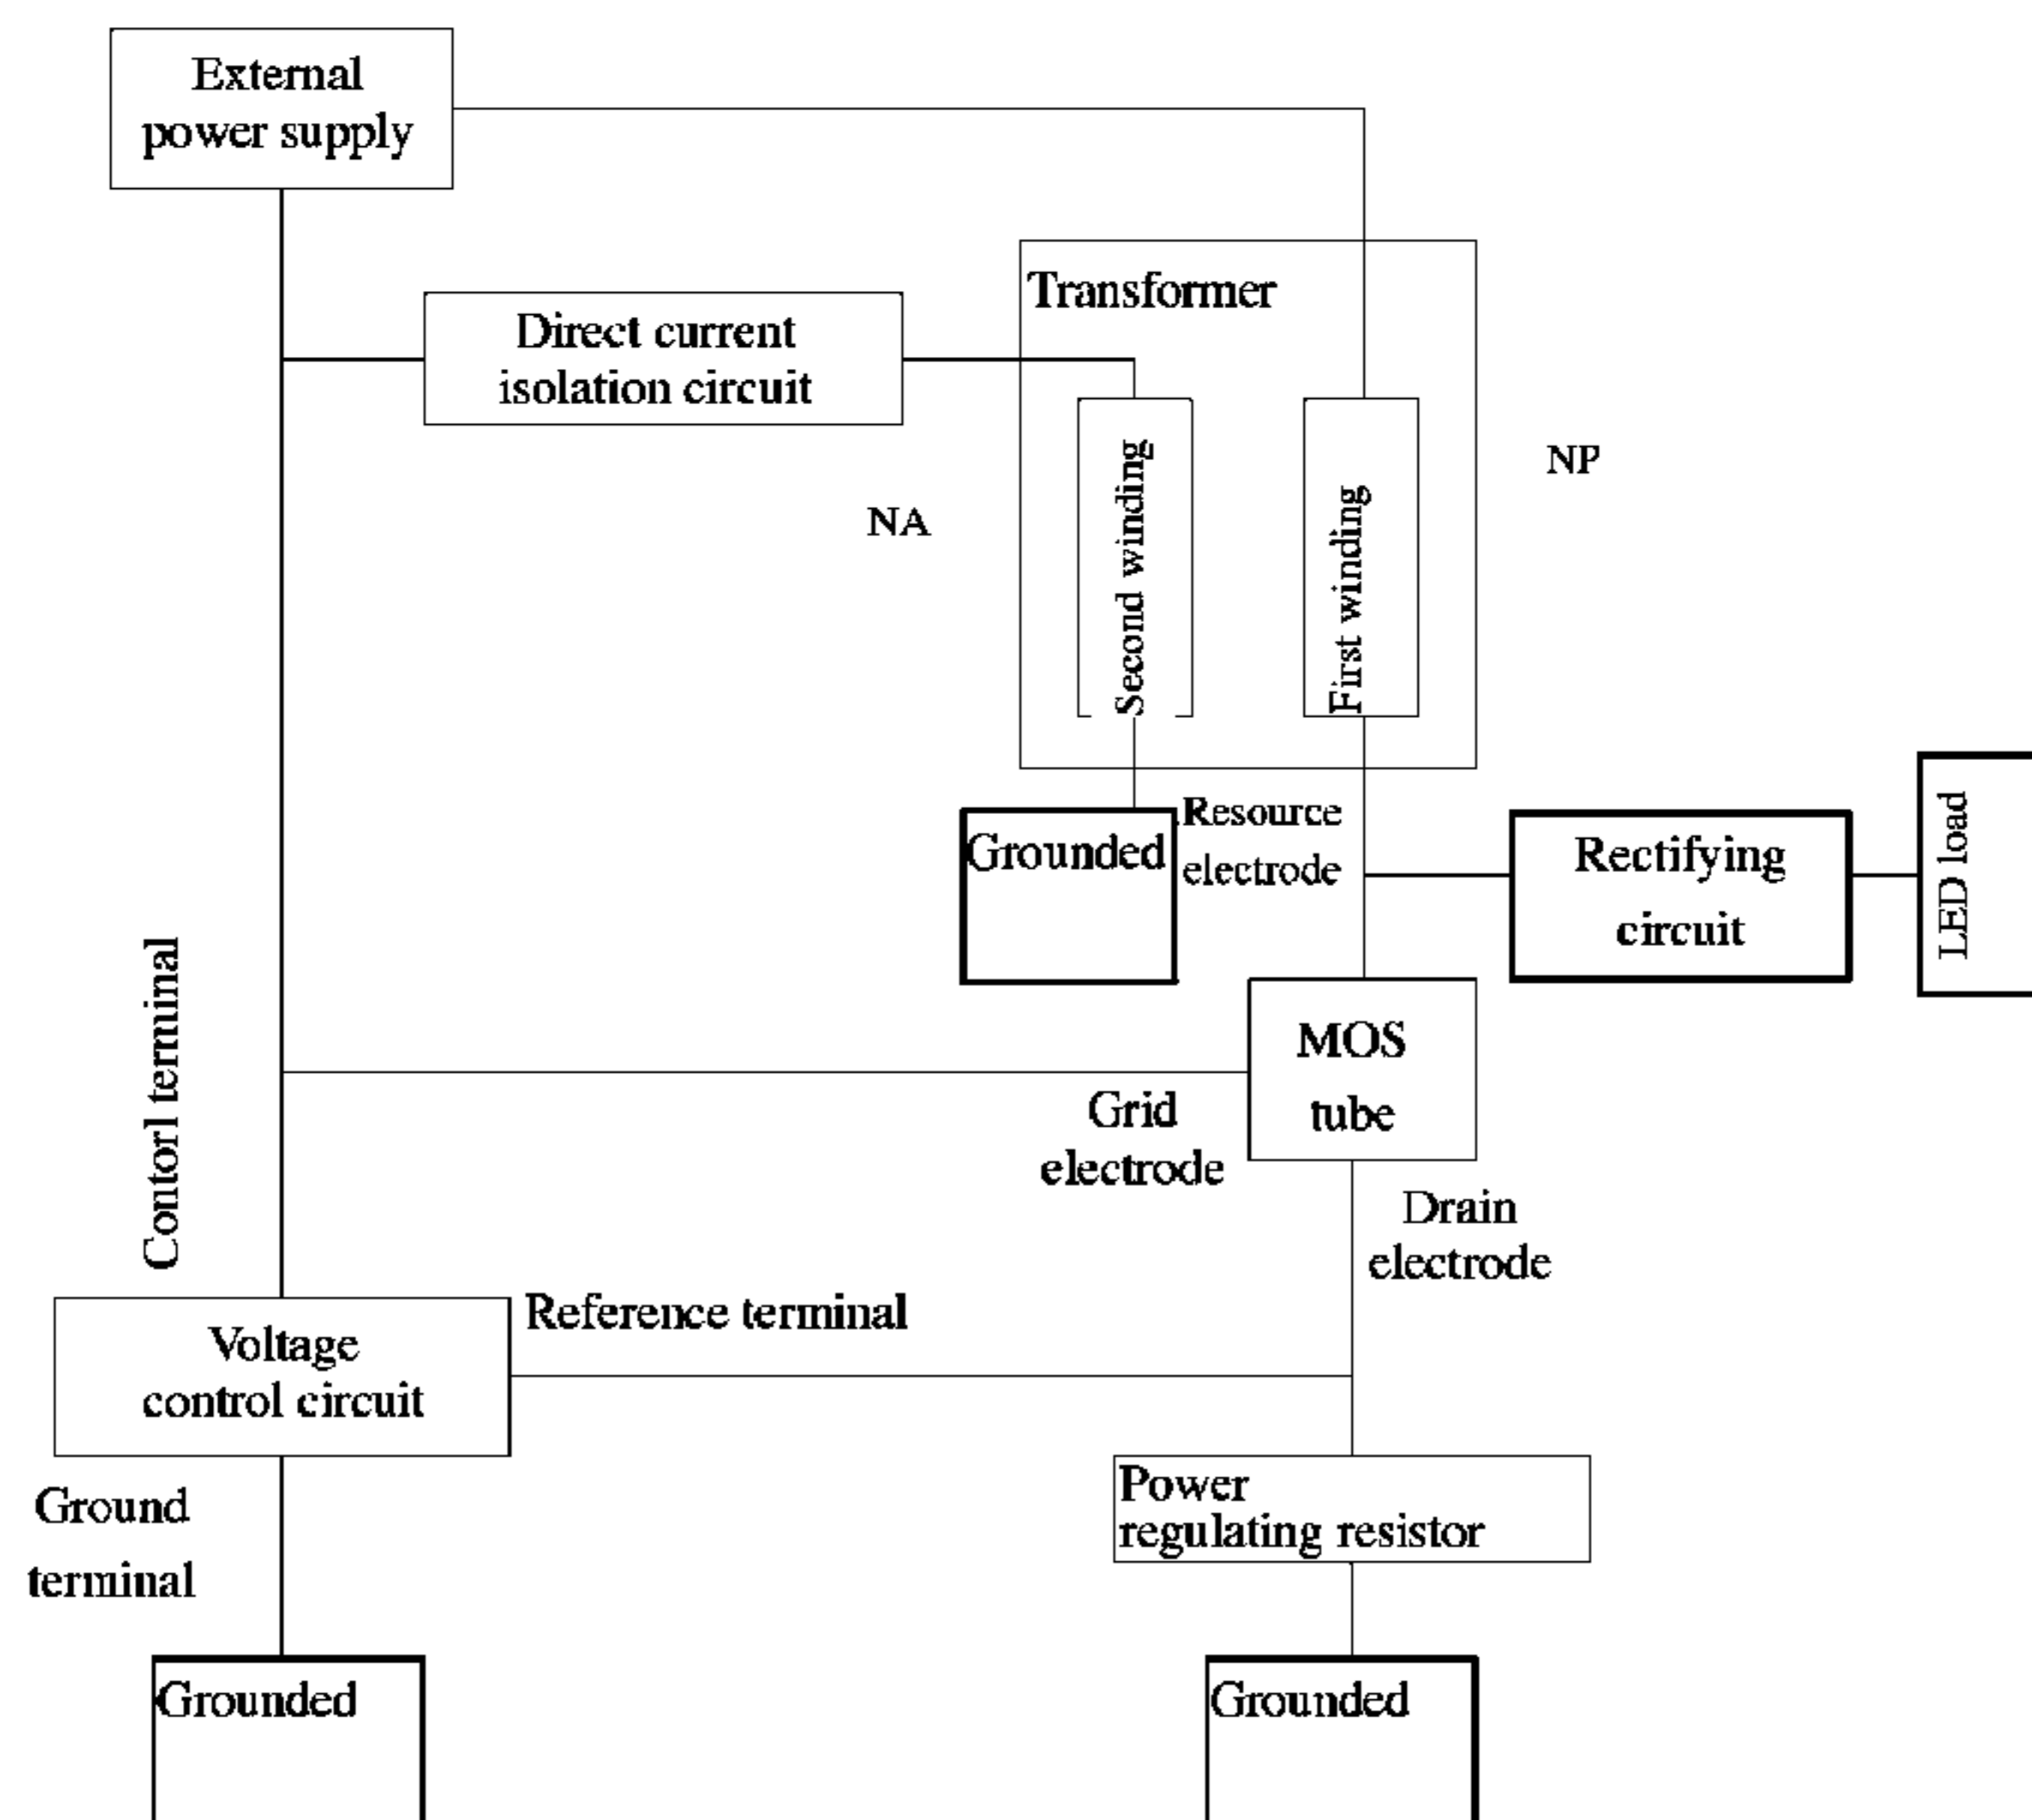 External
power supply
Transformer
Direct current
isolation circuit
NP
NA
Second winding
First winding
Resource
electrode
Grounded
Rectifying
circuit
LED load
MOS
tube
Contorl terminal
Grid
electrode
Drain
electrode
Reference terminal
Voltage
control circuit
Power
regulating resistor
Ground
terminal
Grounded
Grounded